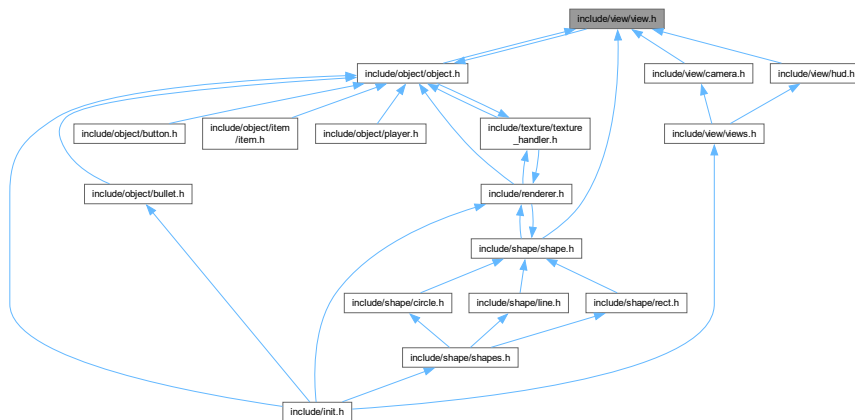 include/view/view.h
include/object/object.h
include/view/camera.h
include/view/hud.h
include/object/button.h
include/object/item
/item.h
include/object/player.h
include/texture/texture
_handler.h
include/view/views.h
include/object/bullet.h
include/renderer.h
include/shape/shape.h
include/shape/circle.h
include/shape/line.h
include/shape/rect.h
include/shape/shapes.h
include/init.h